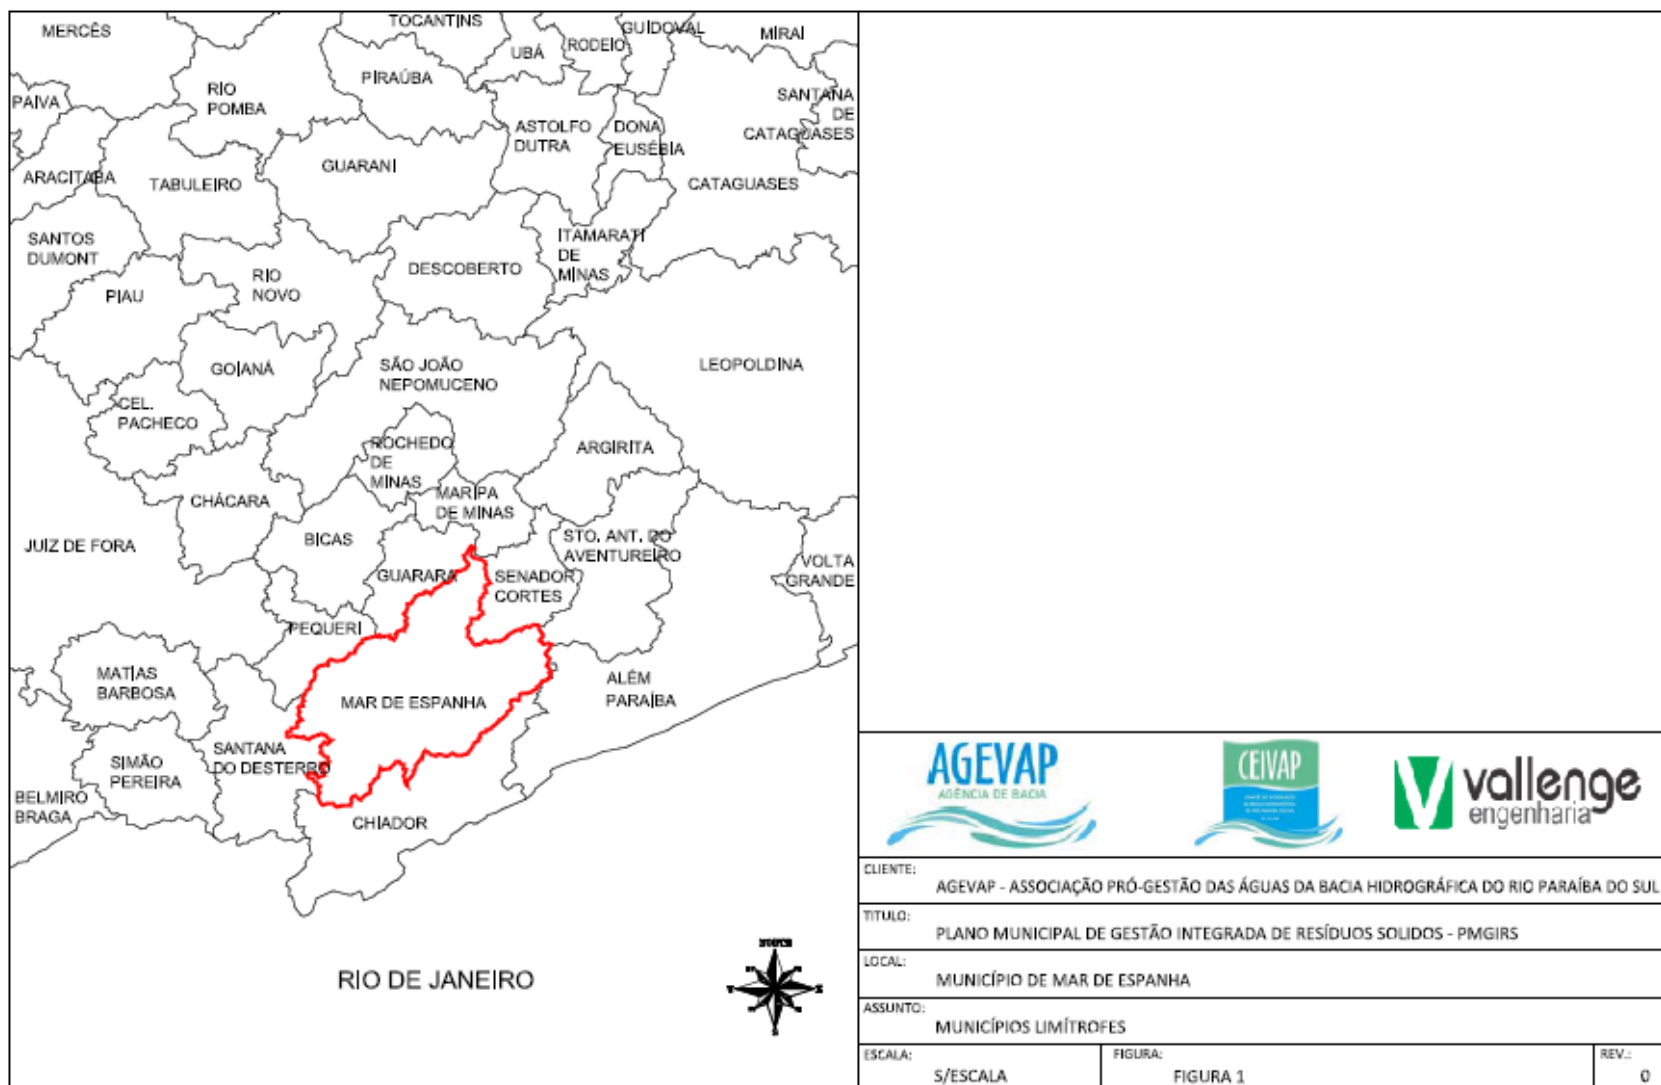 MERCÊS
TOCANTINS
GUIDOVAL
MIRAÍ
UBÁ
RODEIO
PIRAÚBA
RIO
POMBA
PAIVA
SANTANA
DE
CATAGUASES
ASTOLFO
DUTRA
DONA
EUSÉBIA
GUARANI
ARACITABA
TABULEIRO
CATAGUASES
SANTOS
DUMONT
ITAMARATI
DE
MINAS
DESCOBERTO
RIO
NOVO
PIAU
GOIANÁ
SÃO JOÃO
NEPOMUCENO
LEOPOLDINA
CEL.
PACHECO
ROCHEDO
DE
MINAS
ARGIRITA
CHÁCARA
MARIPA
DE MINAS
BICAS
STO. ANT. DO
AVENTUREIRO
JUIZ DE FORA
VOLTA
GRANDE
GUARARA
SENADOR
CORTES
PEQUERI
MATIAS
BARBOSA
ALÉM
PARAÍBA
MAR DE ESPANHA
SANTANA
DO DESTERRO
SIMÃO
PEREIRA
BELMIRO
BRAGA
CHIADOR
RIO DE JANEIRO
AGEVAP
AGÊNCIA DE BACIA
CEIVAP
vallenge
engenharia
CLIENTE:
AGEVAP - ASSOCIAÇÃO PRÓ-GESTÃO DAS ÁGUAS DA BACIA HIDROGRÁFICA DO RIO PARAÍBA DO SUL
TITULO:
PLANO MUNICIPAL DE GESTÃO INTEGRADA DE RESÍDUOS SOLIDOS - PMGIRS
LOCAL:
MUNICÍPIO DE MAR DE ESPANHA
ASSUNTO:
MUNICÍPIOS LIMÍTROFES
ESCALA:
S/ESCALA
FIGURA:
FIGURA 1
REV.:
0